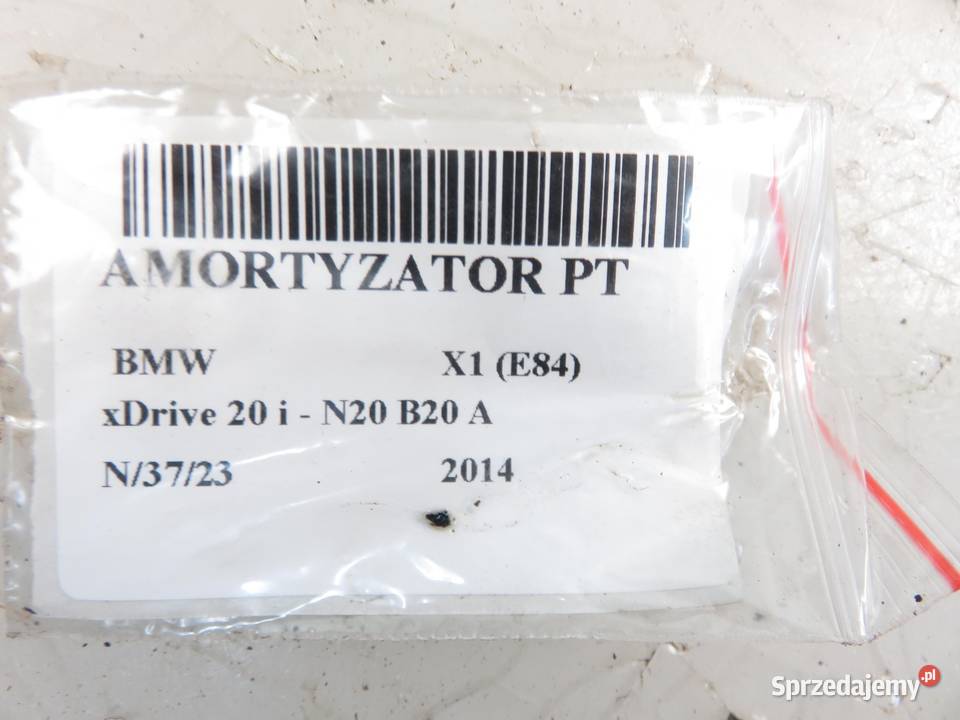 AMORTYZATOR PT
BMW X1 (E84)
xDrive 20 i - N20 B20 A
N/37/23 2014
Sprzedajemy.pl